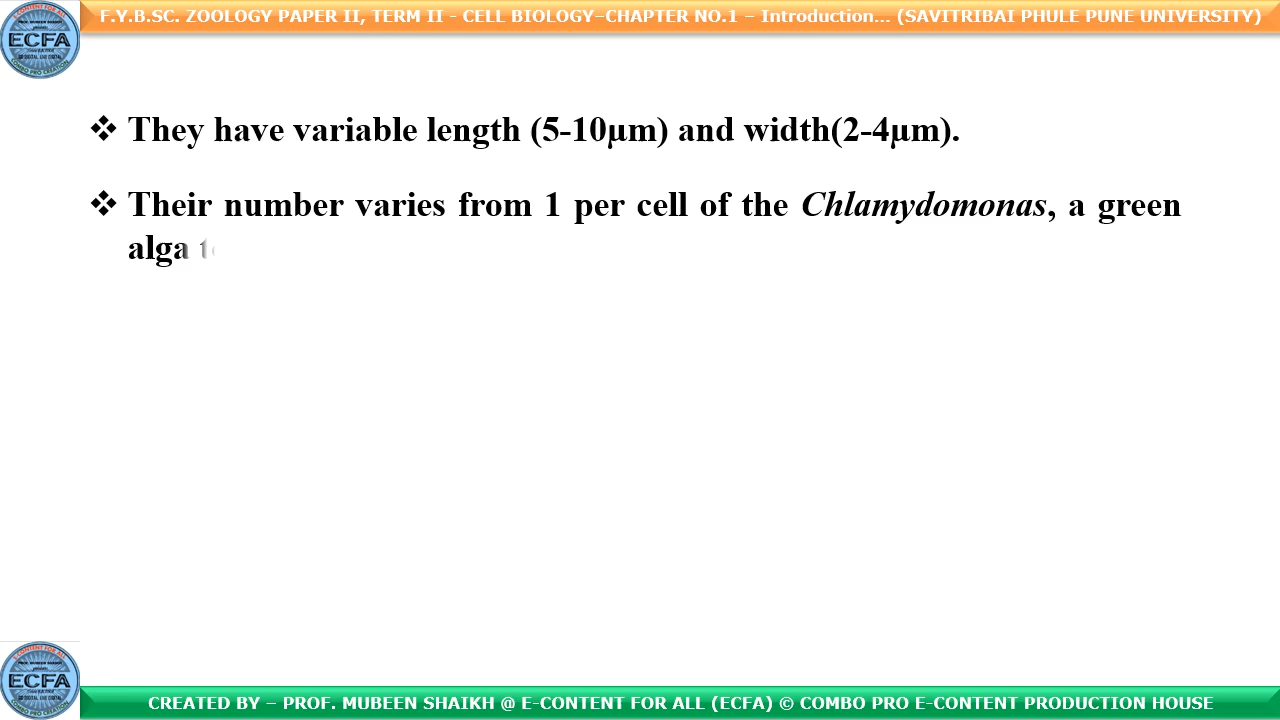 F.Y.B.SC. ZOOLOGY PAPER II, TERM II - CELL BIOLOGY–CHAPTER NO.1 – Introduction... (SAVITRIBAI PHULE PUNE UNIVERSITY)
ECFA
❖ They have variable length (5-10μm) and width(2-4μm).
❖ Their number varies from 1 per cell of the Chlamydomonas, a green
alga
ECFA
CREATED BY – PROF. MUBEEN SHAIKH @ E-CONTENT FOR ALL (ECFA) © COMBO PRO E-CONTENT PRODUCTION HOUSE